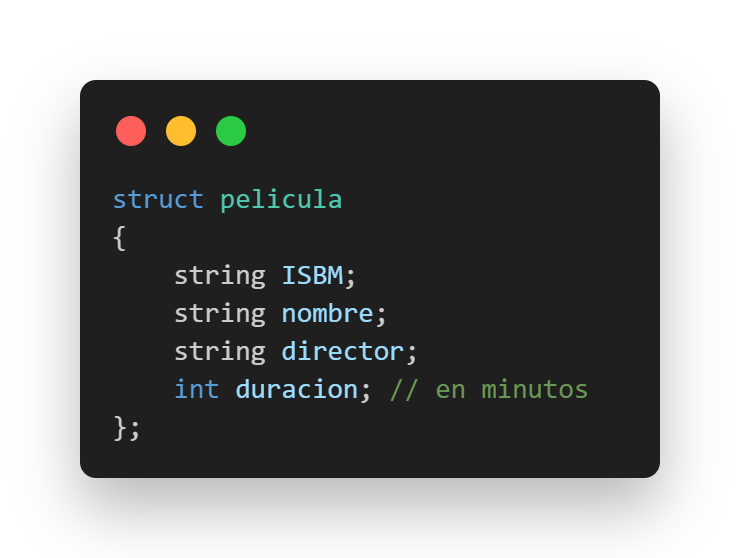 struct pelicula
{
    string ISBM;
    string nombre;
    string director;
    int duracion; // en minutos
};